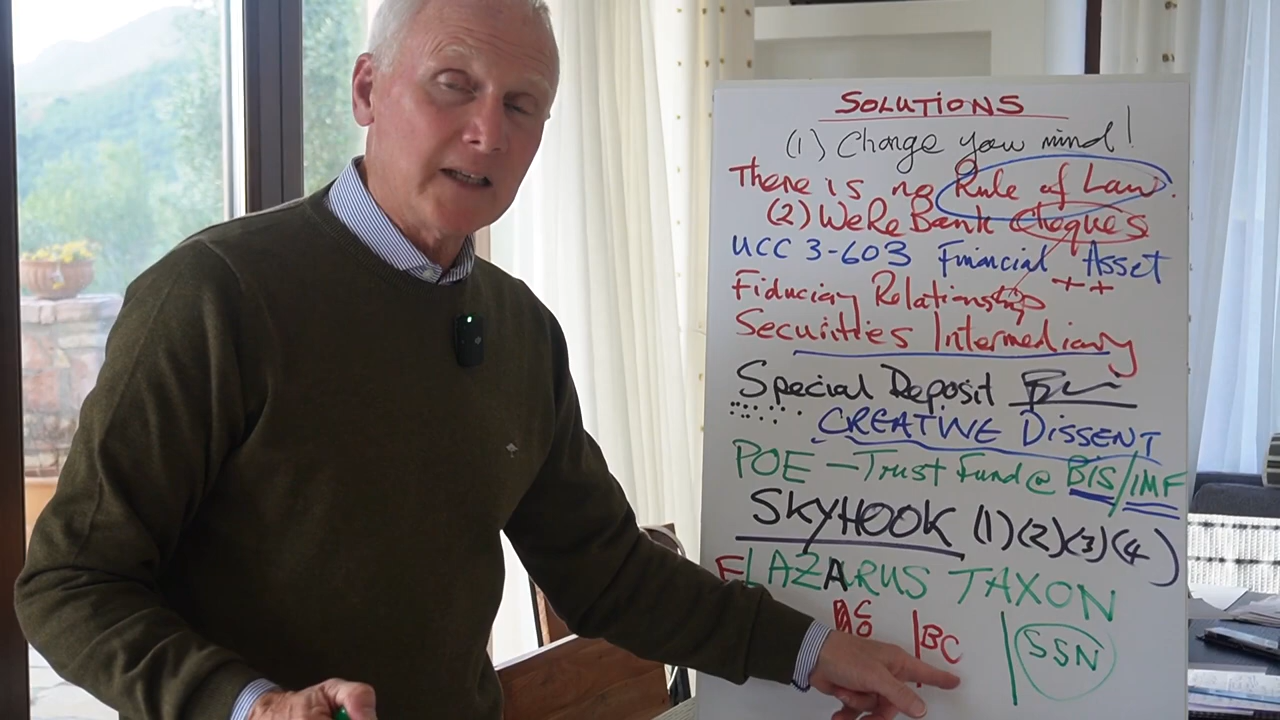 SOLUTIONS
(1) Change your mind!
There is no Rule of Law.
(2) WeRe Bank Cheques
UCC 3-603 Financial Asset
++
Fiduciary Relationship
Securities Intermediary
Special Deposit
CREATIVE DISSENT
POE - Trust Fund @ BIS/IMF
SKYHOOK (1)(2)(3)(4)
LAZARUS TAXON
BC SSN